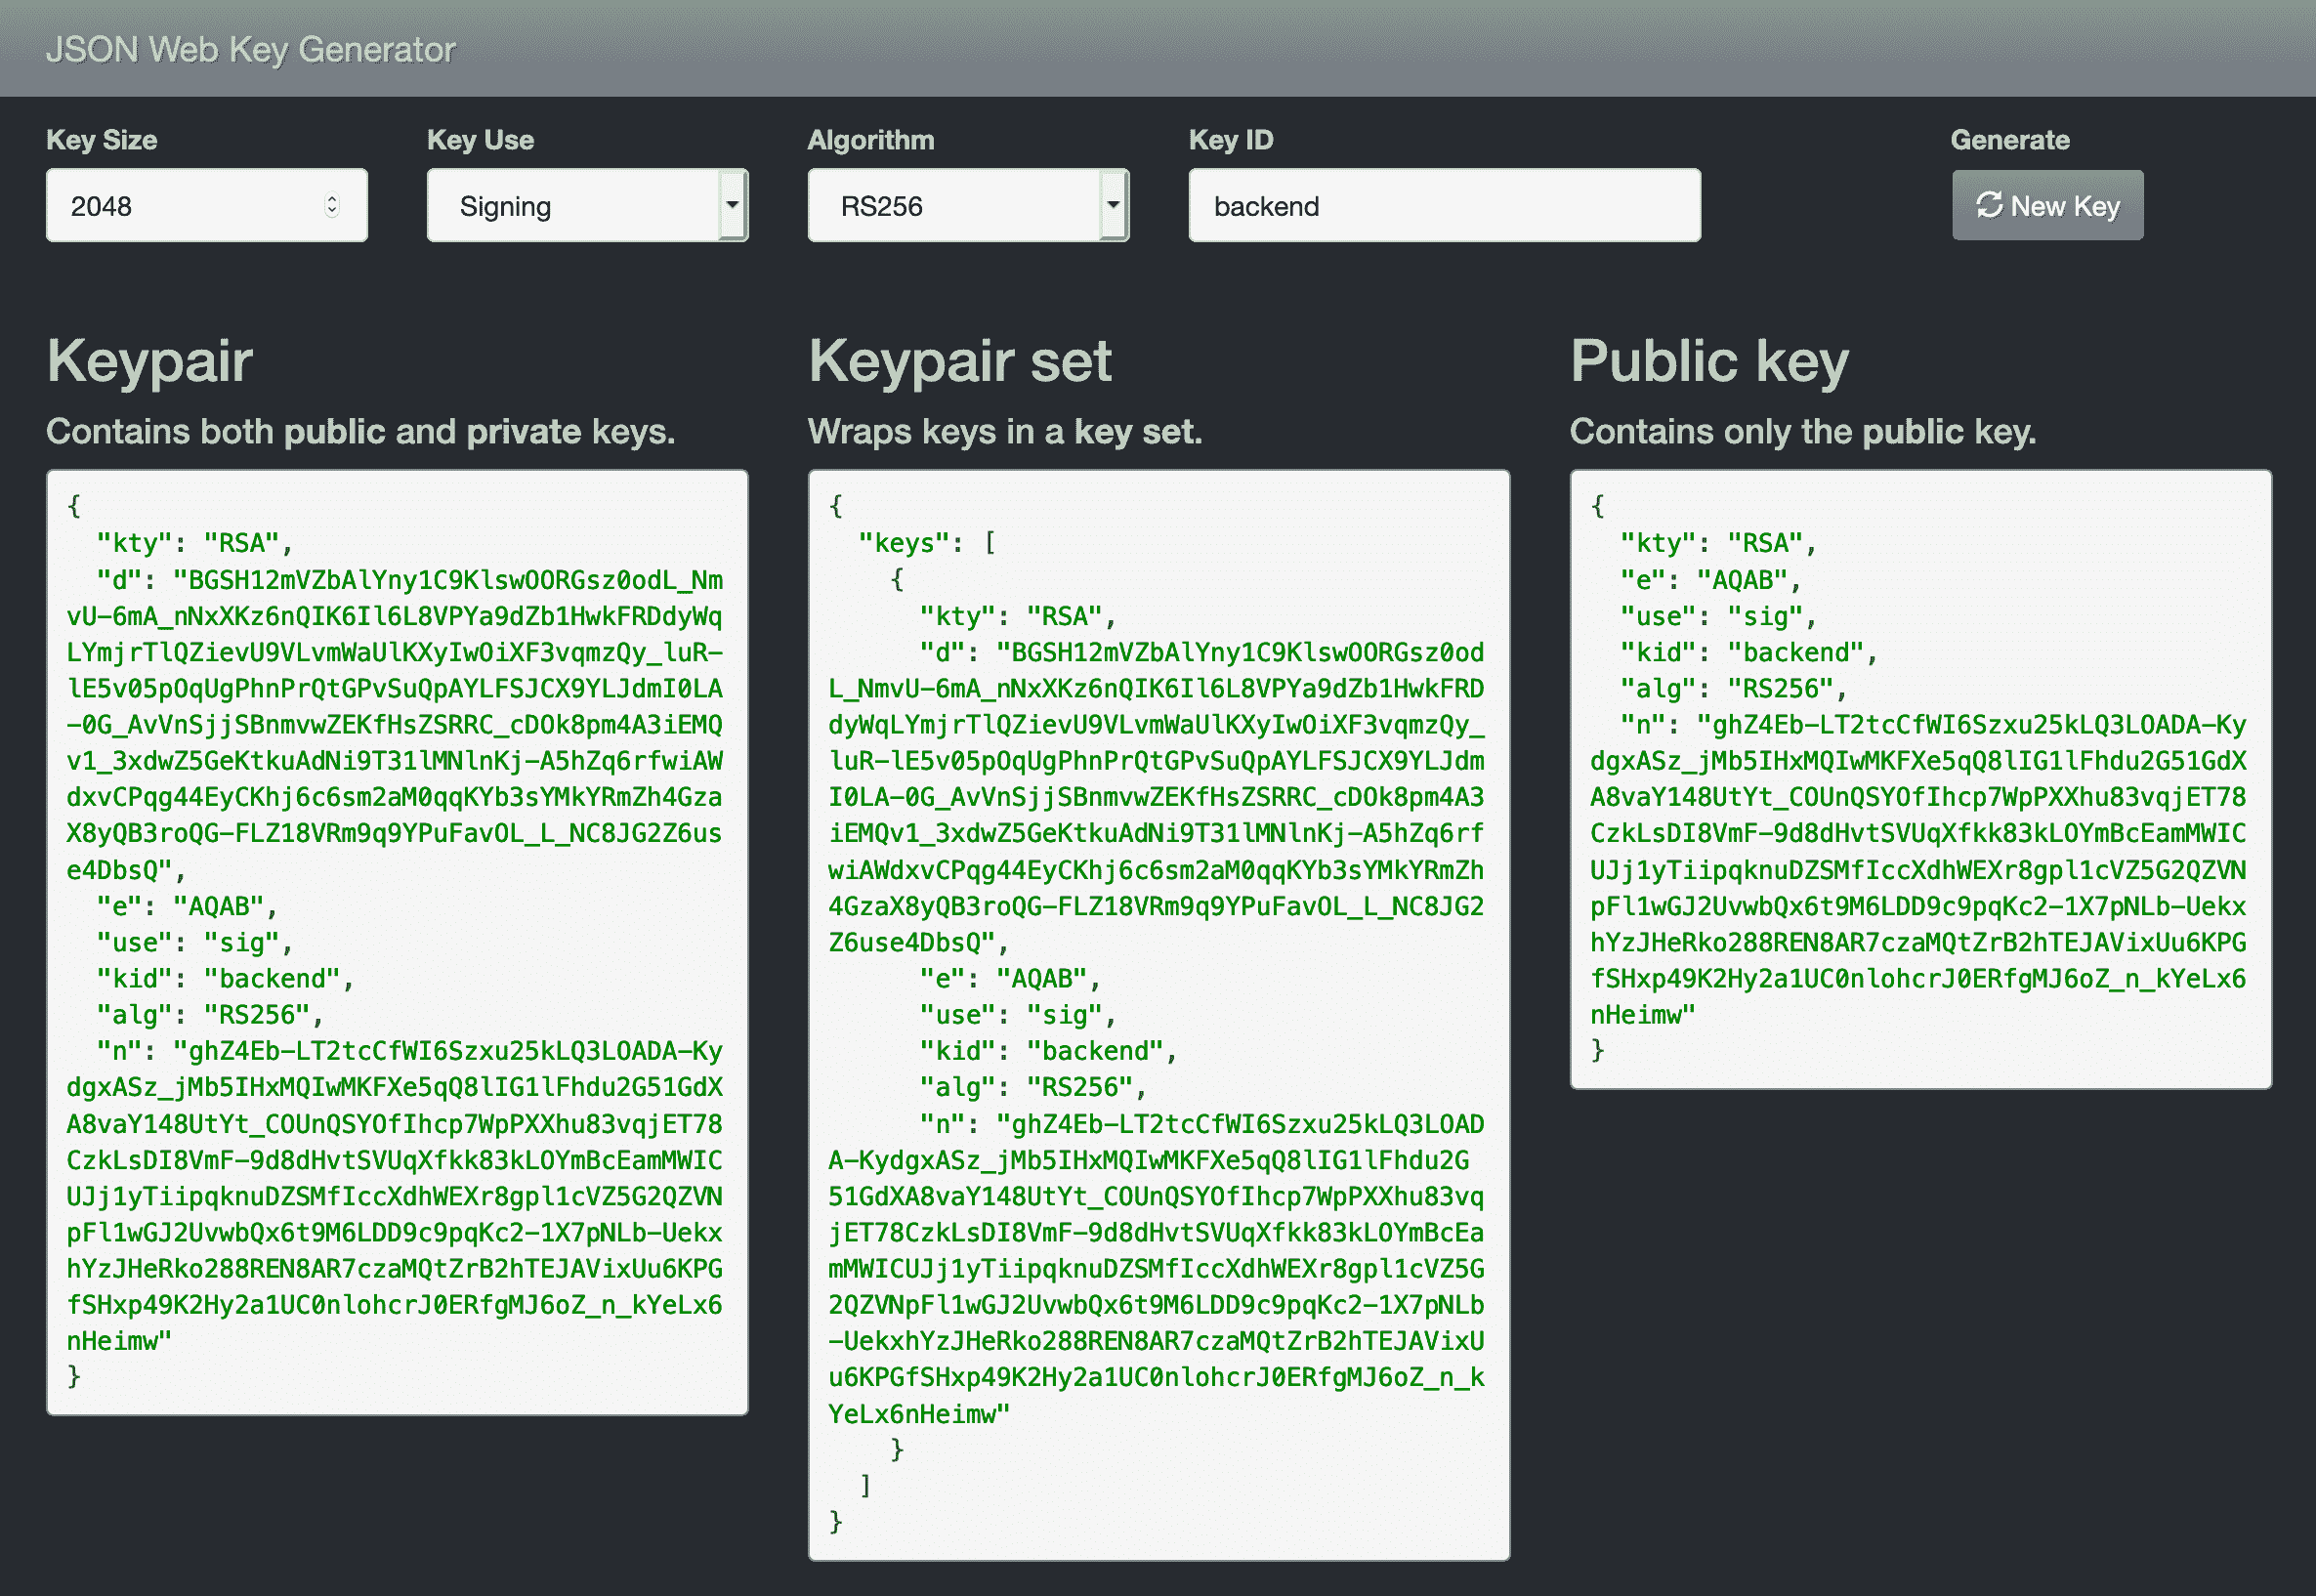 JSON Web Key Generator
Key Size
Key Use
Algorithm
Key ID
Generate
2048
Signing
RS256
backend
New Key
Keypair
Contains both public and private keys.
{
"kty": "RSA",
"d": "BGSH12mVZbAlYny1C9KlswOORGsz0odL_Nm
vU-6mA_nNxXKz6nQIK6Il6L8VPYa9dZb1HwkFRDdyWq
LYmjrTlQZievU9VLvmWaUlKXyIwOiXF3vqmzQy_luR-
lE5v05pOqUgPhnPrQtGPvSuQpAYLFSJCX9YLJdmI0LA
-0G_AvVnSjjSBnmvwZEKfHsZSRRC_cDOk8pm4A3iEMQ
v1_3xdwZ5GeKtkuAdNi9T31lMNlnKj-A5hZq6rfwiAW
dxvCPqg44EyCKhj6c6sm2aM0qqKYb3sYMkYRmZh4Gza
X8yQB3roQG-FLZ18VRm9q9YPuFavOL_L_NC8JG2Z6us
e4DbsQ",
"e": "AQAB",
"use": "sig",
"kid": "backend",
"alg": "RS256",
"n": "ghZ4Eb-LT2tcCfWI6Szxu25kLQ3LOADA-Ky
dgxASz_jMb5IHxMQIwMKFXe5qQ8lIG1lFhdu2G51GdX
A8vaY148UtYt_COUnQSYOfIhcp7WpPXXhu83vqjET78
CzkLsDI8VmF-9d8dHvtSVUqXfkk83kLOYmBcEamMWIC
UJj1yTiipqknuDZSMfIccXdhWEXr8gpl1cVZ5G2QZVN
pFl1wGJ2UvwbQx6t9M6LDD9c9pqKc2-1X7pNLb-Uekx
hYzJHeRko288REN8AR7czaMQtZrB2hTEJAVixUu6KPG
fSHxp49K2Hy2a1UC0nlohcrJ0ERfgMJ6oZ_n_kYeLx6
nHeimw"
}
Keypair set
Wraps keys in a key set.
{
"keys": [
{
"kty": "RSA",
"d": "BGSH12mVZbAlYny1C9KlswOORGsz0od
L_NmvU-6mA_nNxXKz6nQIK6Il6L8VPYa9dZb1HwkFRD
dyWqLYmjrTlQZievU9VLvmWaUlKXyIwOiXF3vqmzQy_
luR-lE5v05pOqUgPhnPrQtGPvSuQpAYLFSJCX9YLJdm
I0LA-0G_AvVnSjjSBnmvwZEKfHsZSRRC_cDOk8pm4A3
iEMQv1_3xdwZ5GeKtkuAdNi9T31lMNlnKj-A5hZq6rf
wiAWdxvCPqg44EyCKhj6c6sm2aM0qqKYb3sYMkYRmZh
4GzaX8yQB3roQG-FLZ18VRm9q9YPuFavOL_L_NC8JG2
Z6use4DbsQ",
"e": "AQAB",
"use": "sig",
"kid": "backend",
"alg": "RS256",
"n": "ghZ4Eb-LT2tcCfWI6Szxu25kLQ3LOAD
A-KydgxASz_jMb5IHxMQIwMKFXe5qQ8lIG1lFhdu2G
51GdXA8vaY148UtYt_COUnQSYOfIhcp7WpPXXhu83vq
jET78CzkLsDI8VmF-9d8dHvtSVUqXfkk83kLOYmBcEa
mMWICUJj1yTiipqknuDZSMfIccXdhWEXr8gpl1cVZ5G
2QZVNpFl1wGJ2UvwbQx6t9M6LDD9c9pqKc2-1X7pNLb
-UekxhYzJHeRko288REN8AR7czaMQtZrB2hTEJAVixU
u6KPGfSHxp49K2Hy2a1UC0nlohcrJ0ERfgMJ6oZ_n_k
YeLx6nHeimw"
}
]
}
Public key
Contains only the public key.
{
"kty": "RSA",
"e": "AQAB",
"use": "sig",
"kid": "backend",
"alg": "RS256",
"n": "ghZ4Eb-LT2tcCfWI6Szxu25kLQ3LOADA-Ky
dgxASz_jMb5IHxMQIwMKFXe5qQ8lIG1lFhdu2G51GdX
A8vaY148UtYt_COUnQSYOfIhcp7WpPXXhu83vqjET78
CzkLsDI8VmF-9d8dHvtSVUqXfkk83kLOYmBcEamMWIC
UJj1yTiipqknuDZSMfIccXdhWEXr8gpl1cVZ5G2QZVN
pFl1wGJ2UvwbQx6t9M6LDD9c9pqKc2-1X7pNLb-Uekx
hYzJHeRko288REN8AR7czaMQtZrB2hTEJAVixUu6KPG
fSHxp49K2Hy2a1UC0nlohcrJ0ERfgMJ6oZ_n_kYeLx6
nHeimw"
}